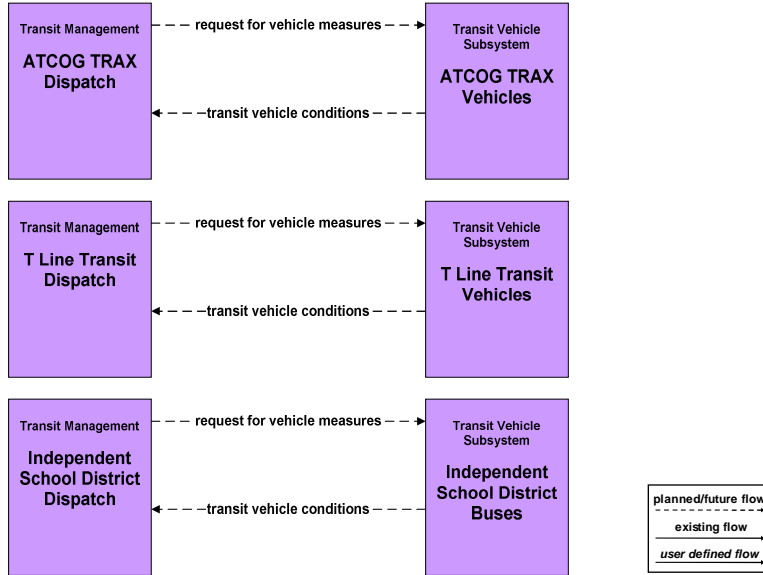 Transit Management
ATCOG TRAX
Dispatch
request for vehicle measures
transit vehicle conditions
Transit Vehicle
Subsystem
ATCOG TRAX
Vehicles
Transit Management
T Line Transit
Dispatch
request for vehicle measures
transit vehicle conditions
Transit Vehicle
Subsystem
T Line Transit
Vehicles
Transit Management
Independent
School District
Dispatch
request for vehicle measures
transit vehicle conditions
Transit Vehicle
Subsystem
Independent
School District
Buses
planned/future flow
existing flow
user defined flow